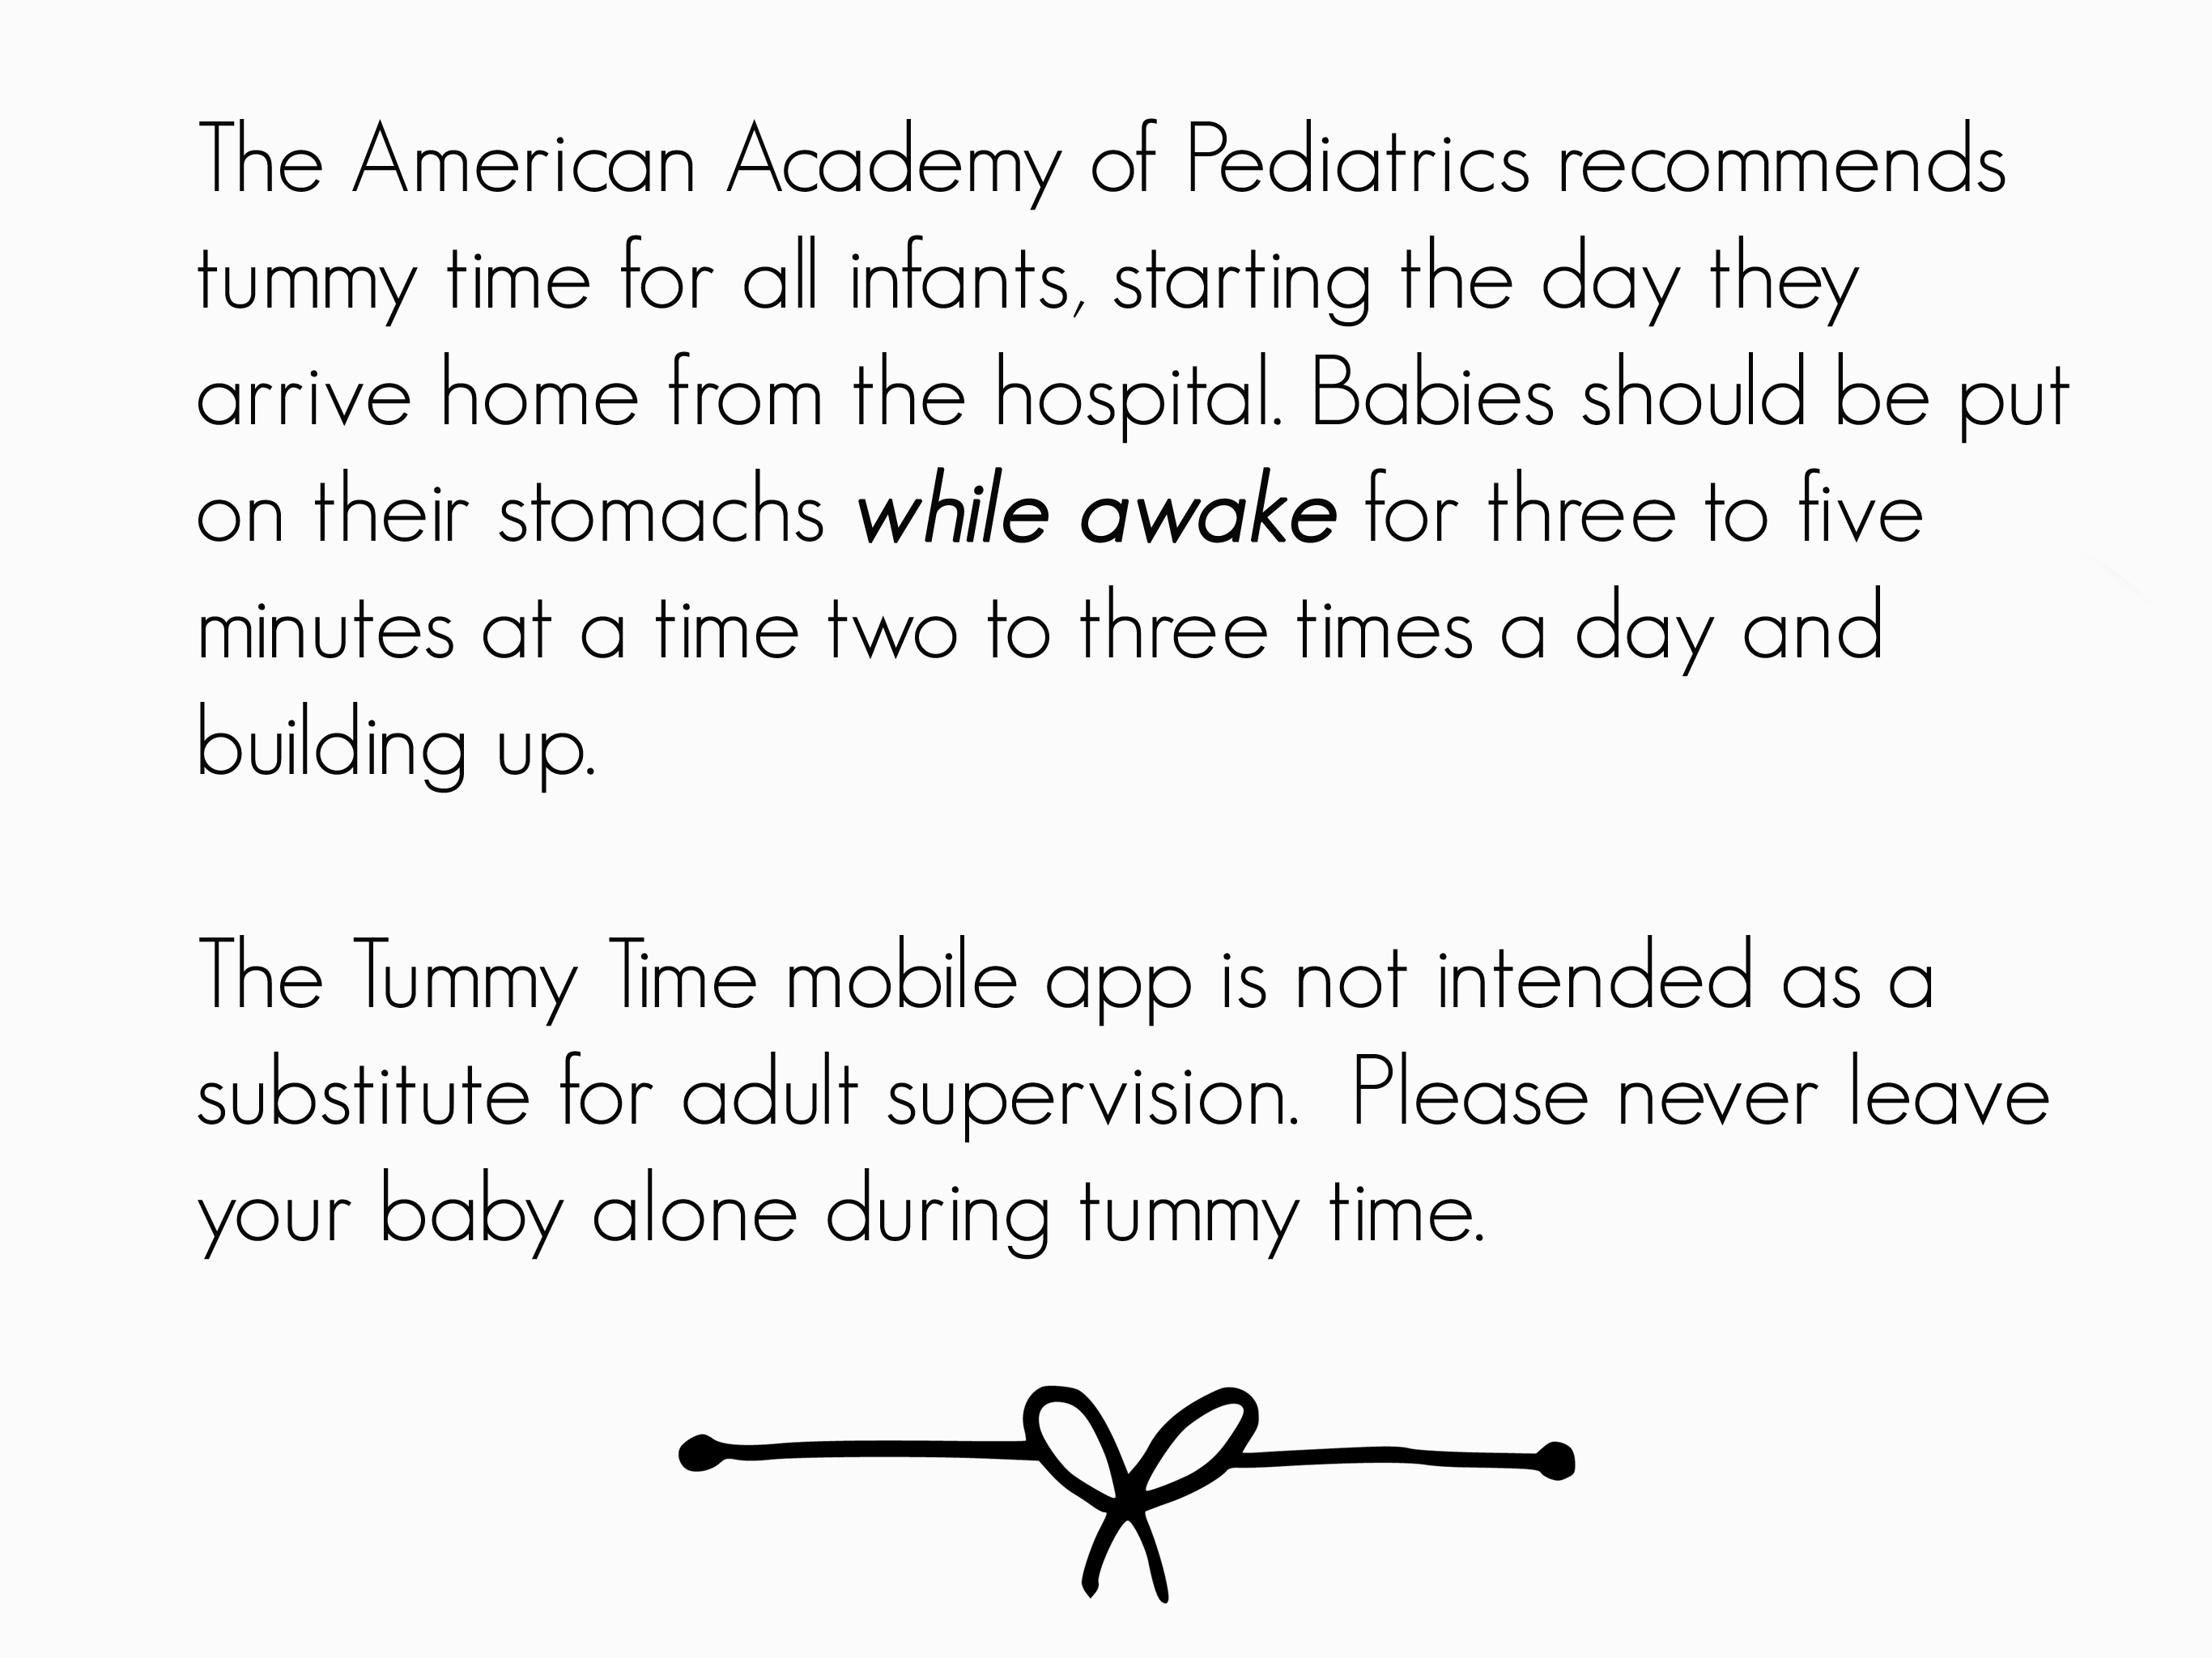 The American Academy of Pediatrics recommends
tummy time for all infants, starting the day they
arrive home from the hospital. Babies should be put
on their stomachs while awake for three to five
minutes at a time two to three times a day and
building up.
The Tummy Time mobile app is not intended as a
substitute for adult supervision.  Please never leave
your baby alone during tummy time.